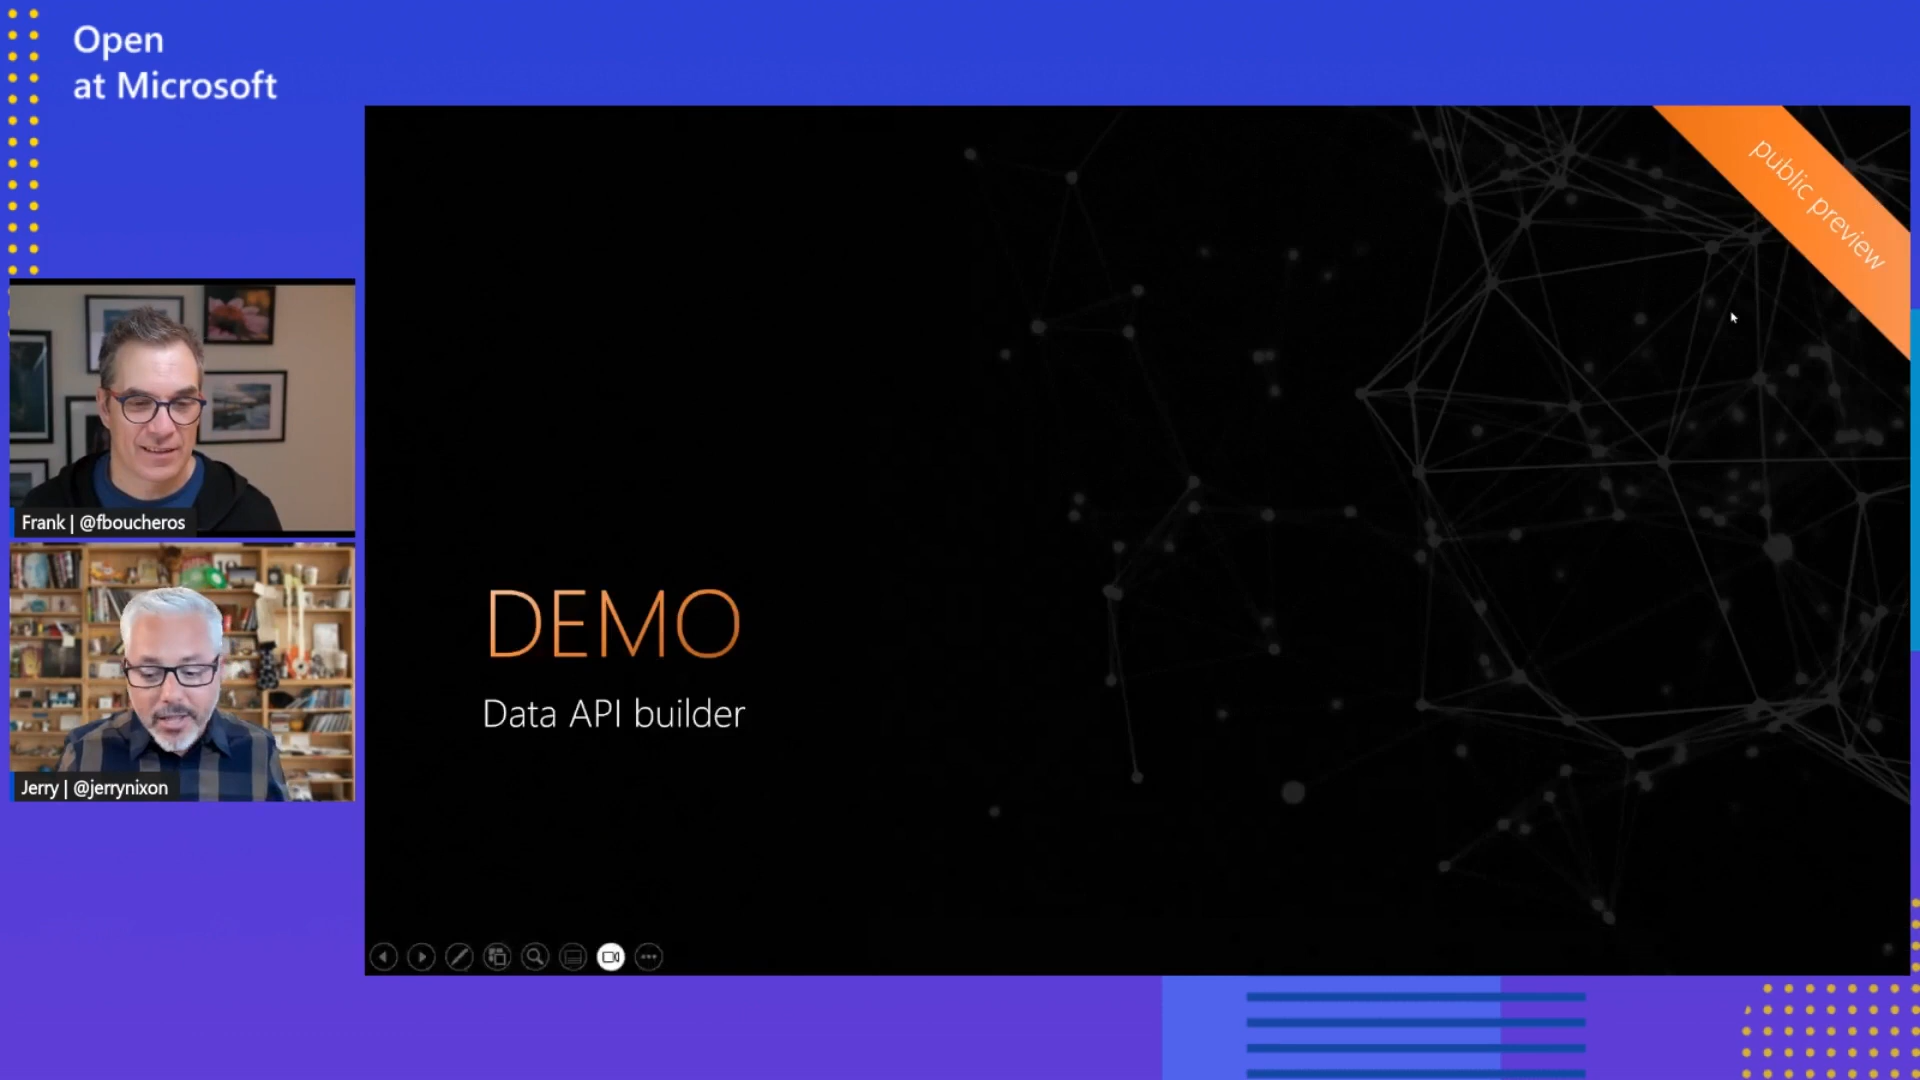 Open
at Microsoft
public preview
Frank | @fboucheros
DEMO
Data API builder
Jerry | @jerrynixon